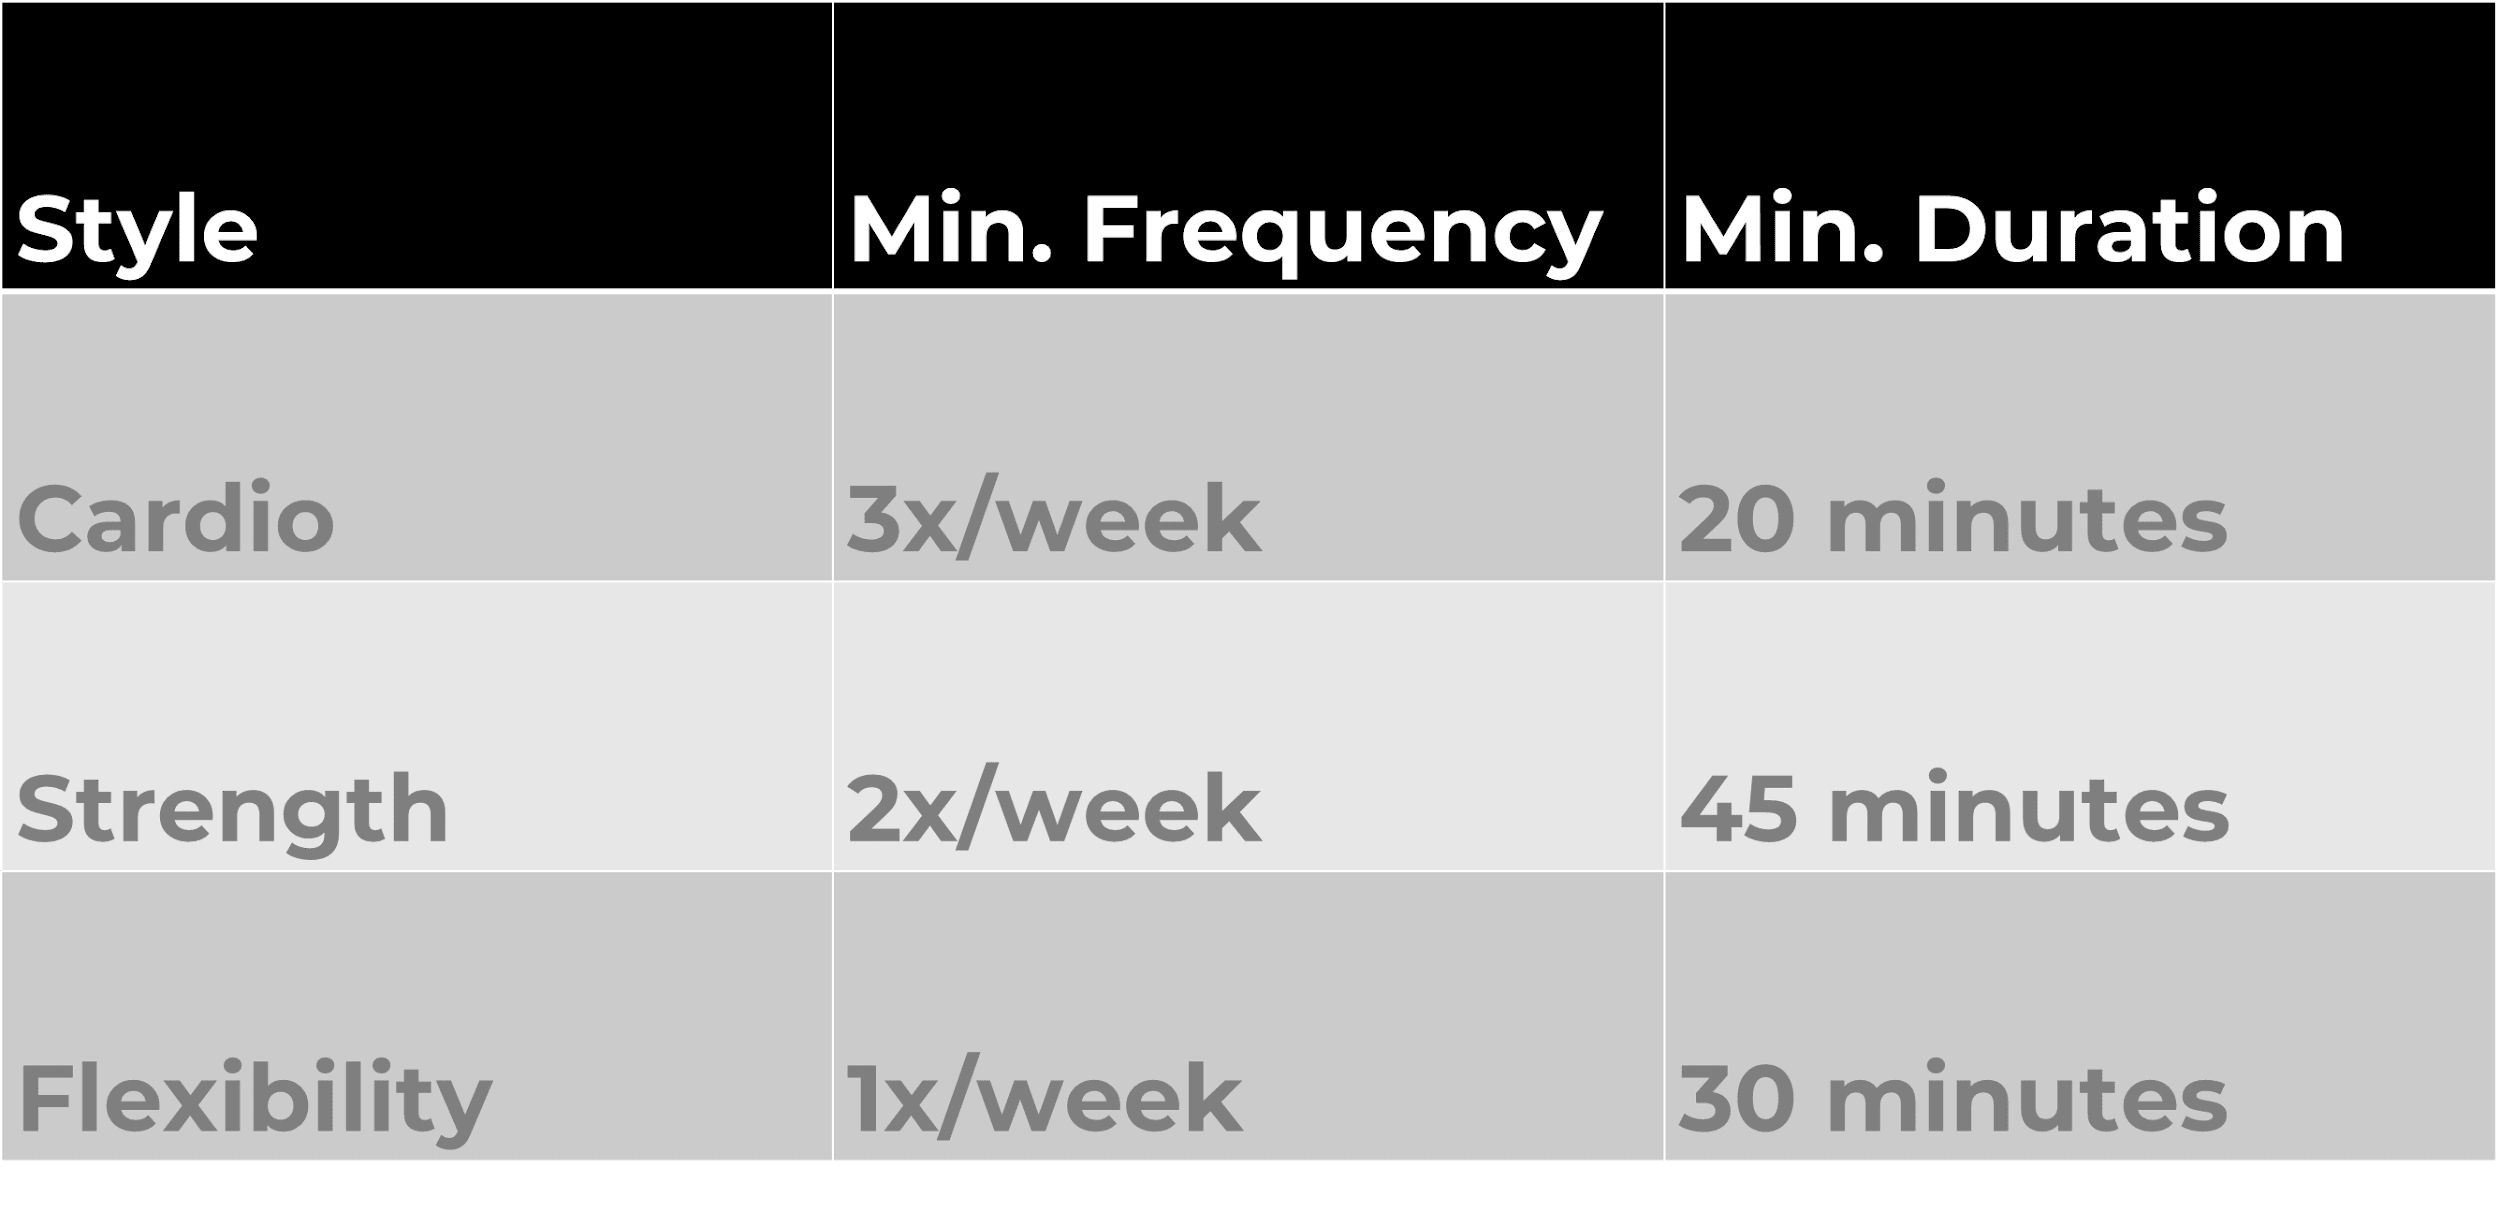 Style Min. Frequency Min. Duration
Cardio 3x/week 20 minutes
Strength 2x/week 45 minutes
Flexibility 1x/week 30 minutes